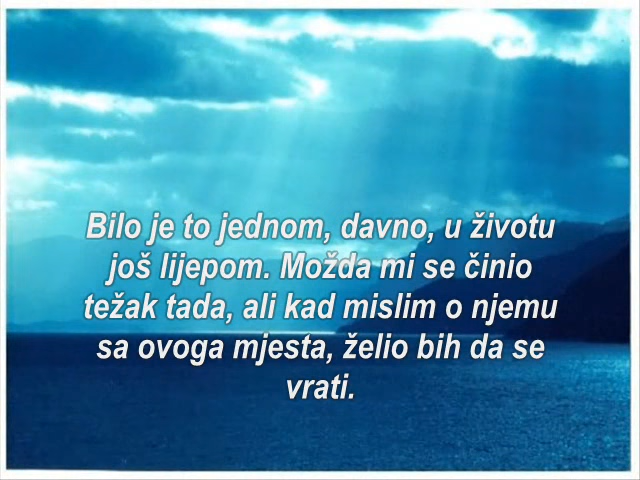 Bilo je to jednom, davno, u životu
još lijepom. Možda mi se činio
težak tada, ali kad mislim o njemu
sa ovoga mjesta, želio bih da se
vrati.